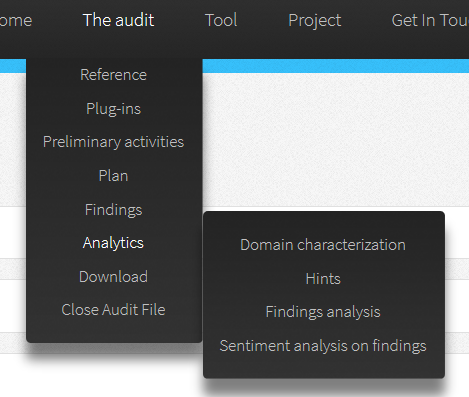 ome The audit Tool Project Get In Tou
Reference
Plug-ins
Preliminary activities
Plan
Findings
Analytics
Domain characterization
Download
Hints
Close Audit File
Findings analysis
Sentiment analysis on findings